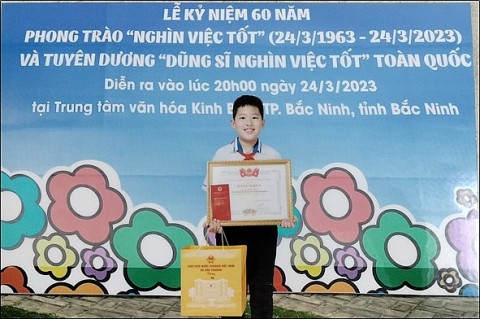 LỄ KỶ NIỆM 60 NĂM
PHONG TRÀO “NGHÌN VIỆC TỐT” (24/3/1963 - 24/3/2023)
VÀ TUYÊN DƯƠNG “DŨNG SĨ NGHÌN VIỆC TỐT” TOÀN QUỐC
Diễn ra vào lúc 20h00 ngày 24/3/2023
tại Trung tâm văn hóa Kinh TP. Bắc Ninh, tỉnh Bắc Ninh